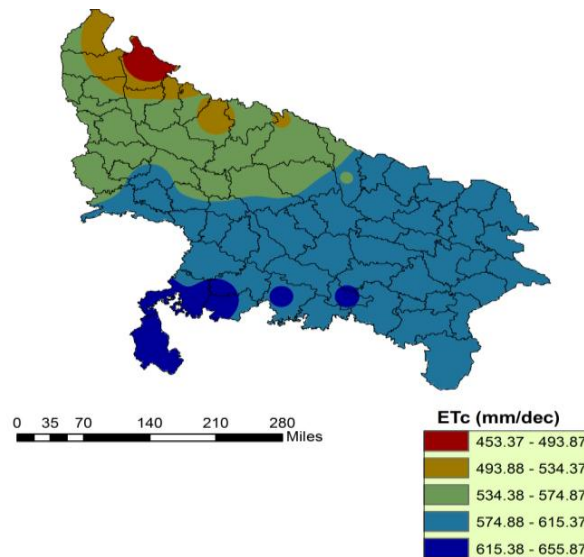 0 35 70 140 210 280
Miles
ETc (mm/dec)
453.37 - 493.87
493.88 - 534.37
534.38 - 574.87
574.88 - 615.37
615.38 - 655.87